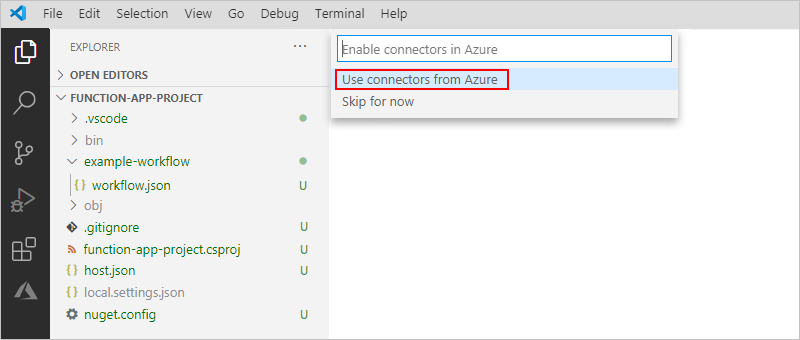 File Edit Selection View Go Debug Terminal Help
EXPLORER ...
OPEN EDITORS
FUNCTION-APP-PROJECT
.vscode
bin
example-workflow
{ } workflow.json U
obj
.gitignore U
function-app-project.csproj U
{ } host.json U
{ } local.settings.json
nuget.config U
Enable connectors in Azure
Use connectors from Azure
Skip for now